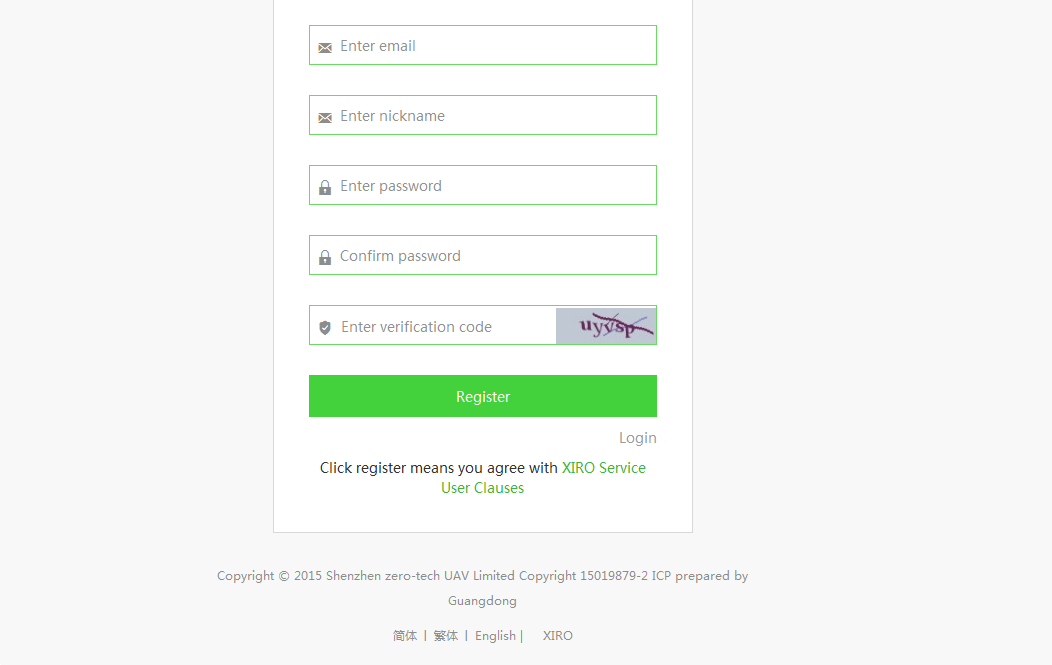 Enter email
Enter nickname
Enter password
Confirm password
Enter verification code
uyvsp
Register
Login
Click register means you agree with XIRO Service
User Clauses
Copyright © 2015 Shenzhen zero-tech UAV Limited Copyright 15019879-2 ICP prepared by
Guangdong
简体 | 繁体 | English | XIRO